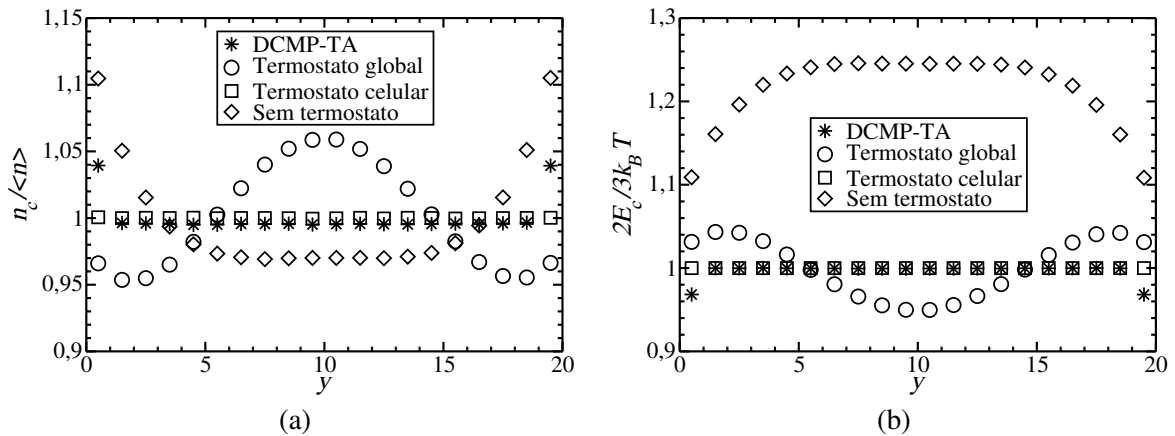 1,15
1,1
1,05
1
0,95
0,9
n_c/<n>
DCMP-TA
Termostato global
Termostato celular
Sem termostato
0
5
10
15
20
y
(a)
1,3
1,2
1,1
1
0,9
2E_c/3k_BT
DCMP-TA
Termostato global
Termostato celular
Sem termostato
0
5
10
15
20
y
(b)